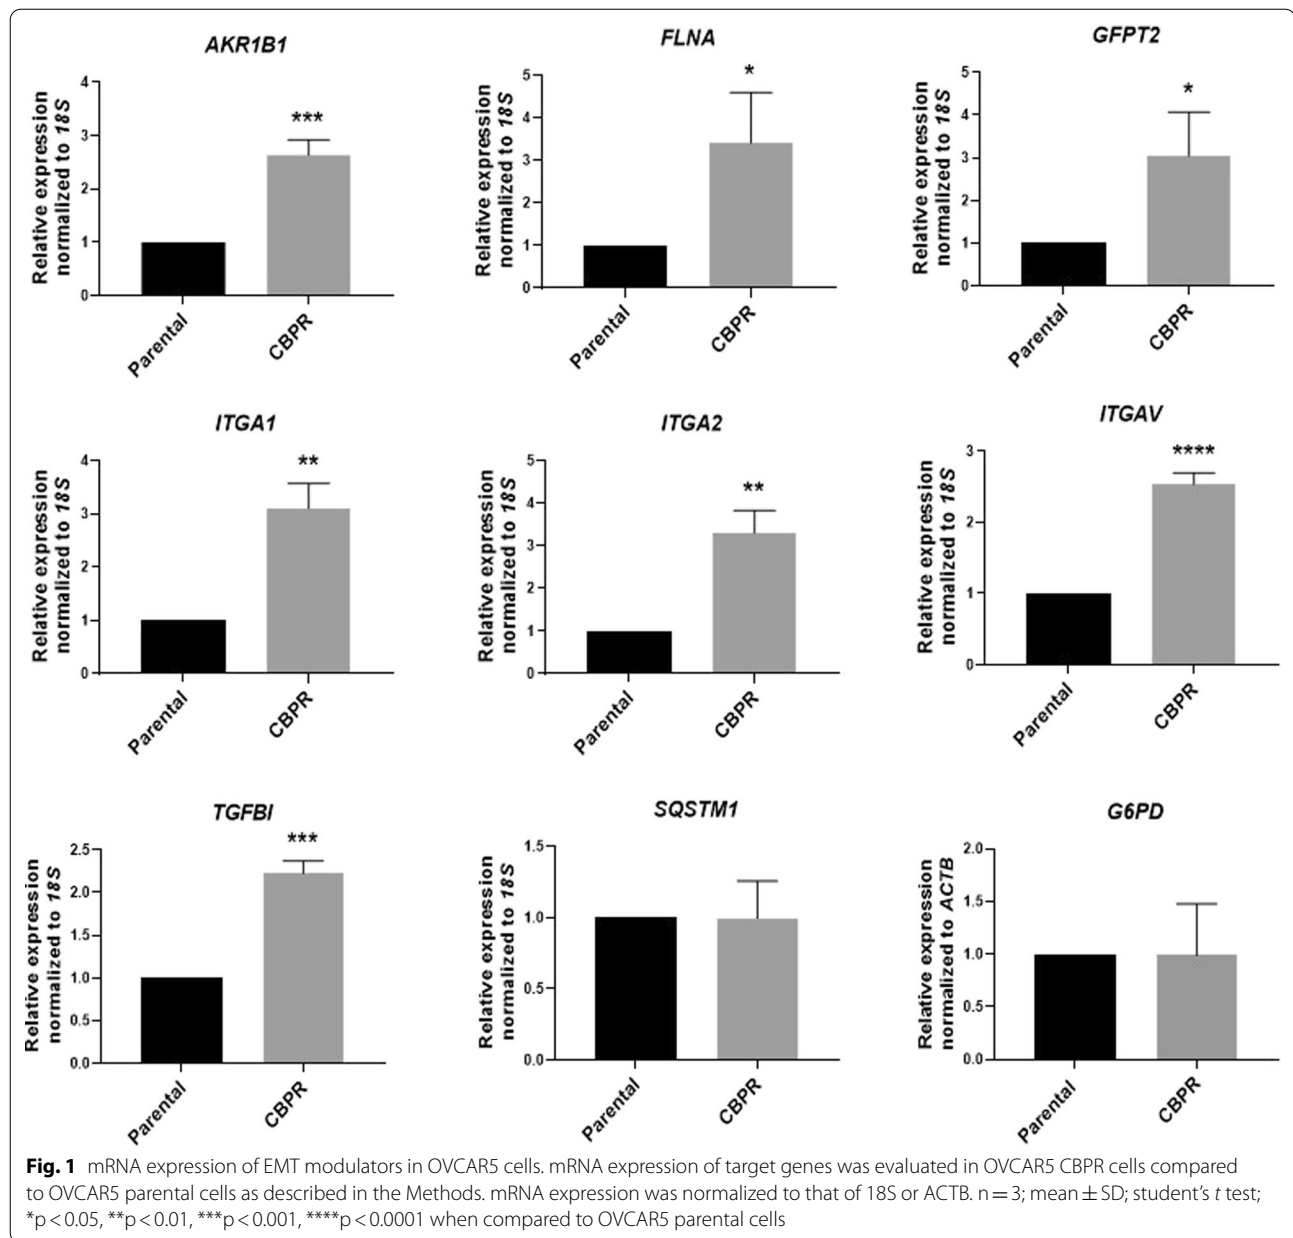 AKR1B1
Relative expression
normalized to 18S
4
3
2
1
0
***
Parental
CBPR
FLNA
Relative expression
normalized to 18S
5
4
3
2
1
0
*
Parental
CBPR
GFPT2
Relative expression
normalized to 18S
5
4
3
2
1
0
*
Parental
CBPR
ITGA1
Relative expression
normalized to 18S
4
3
2
1
0
**
Parental
CBPR
ITGA2
Relative expression
normalized to 18S
5
4
3
2
1
0
**
Parental
CBPR
ITGAV
Relative expression
normalized to 18S
3
2
1
0
****
Parental
CBPR
TGFBI
Relative expression
normalized to 18S
2.5
2.0
1.5
1.0
0.5
0.0
***
Parental
CBPR
SQSTM1
Relative expression
normalized to 18S
1.5
1.0
0.5
0.0
Parental
CBPR
G6PD
Relative expression
normalized to ACTB
2.0
1.5
1.0
0.5
0.0
Parental
CBPR
Fig. 1 mRNA expression of EMT modulators in OVCAR5 cells. mRNA expression of target genes was evaluated in OVCAR5 CBPR cells compared
to OVCAR5 parental cells as described in the Methods. mRNA expression was normalized to that of 18S or ACTB. n = 3; mean ± SD; student's t test;
*p < 0.05, **p < 0.01, ***p < 0.001, ****p < 0.0001 when compared to OVCAR5 parental cells